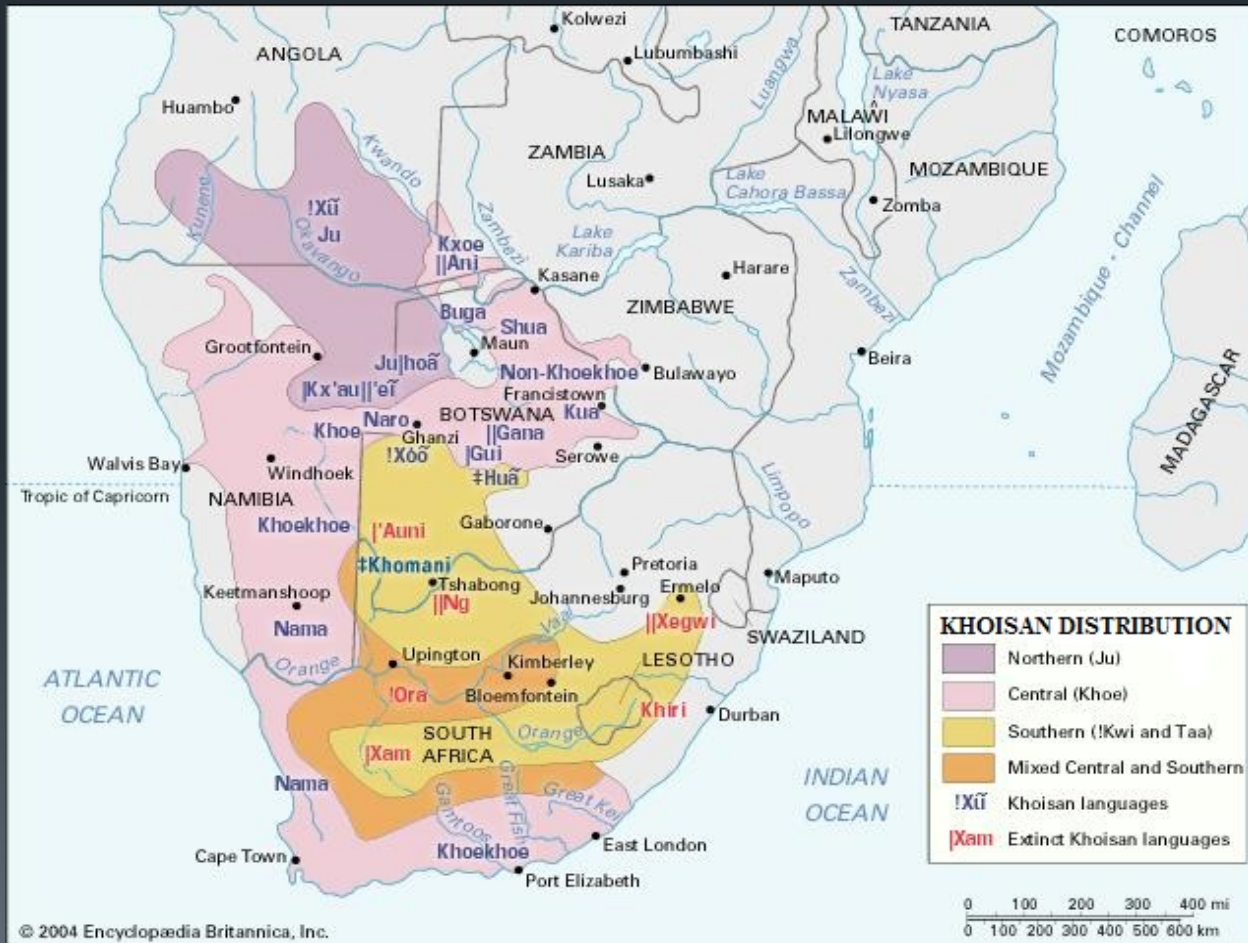 Kolwezi
TANZANIA
COMOROS
ANGOLA
Lubumbashi
Luangwa
Lake
Nyasa
Huambo
MALAWI
Lilongwe
Kwando
ZAMBIA
MOZAMBIQUE
Lake
Cahora Bassa
Lusaka
Zomba
Kunene
!Xũ
Ju
Okavango
Zambezi
Kxoe
||Ani
Lake
Kariba
Mozambique Channel
Kasane
Harare
Zambezi
Buga
Shua
ZIMBABWE
Grootfontein
Maun
Beira
Ju|hoã
Non-Khoekhoe
Bulawayo
MADAGASCAR
|Kx'au||'eĩ
Francistown
Naro
BOTSWANA
Kua
Khoe
Ghanzi
||Gana
!Xóõ
|Gui
Serowe
Walvis Bay
Windhoek
ǂHuã
Limpopo
Tropic of Capricorn
NAMIBIA
Khoekhoe
|'Auni
Gaborone
ǂKhomani
Pretoria
Tshabong
Ermelo
Maputo
Keetmanshoop
||Ng
Johannesburg
||Xegwi
Nama
Vaal
SWAZILAND
Orange
Upington
Kimberley
LESOTHO
ATLANTIC
OCEAN
!Ora
Bloemfontein
Khiri
Durban
|Xam
SOUTH
AFRICA
Orange
Nama
Gamtoos
Great Fish
Great Kei
INDIAN
OCEAN
Cape Town
Khoekhoe
East London
Port Elizabeth
KHOISAN DISTRIBUTION
Northern (Ju)
Central (Khoe)
Southern (!Kwi and Taa)
Mixed Central and Southern
!Xũ Khoisan languages
|Xam Extinct Khoisan languages
0 100 200 300 400 mi
0 100 200 300 400 500 600 km
© 2004 Encyclopædia Britannica, Inc.